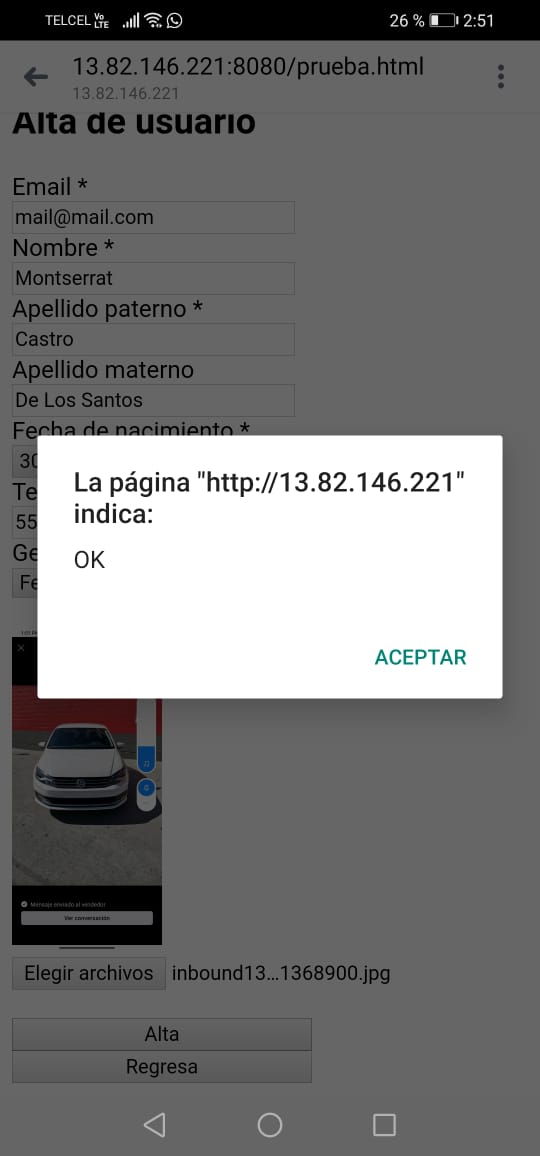 TELCEL Vo LTE 26 % 2:51
13.82.146.221:8080/prueba.html
13.82.146.221
Alta de usuario
Email *
mail@mail.com
Nombre *
Montserrat
Apellido paterno *
Castro
Apellido materno
De Los Santos
Fecha de nacimiento *
30
Te
55
Ge
Fe
La página "http://13.82.146.221"
indica:
OK
ACEPTAR
Mensaje enviado al vendedor
Ver conversación
Elegir archivos inbound13...1368900.jpg
Alta
Regresa